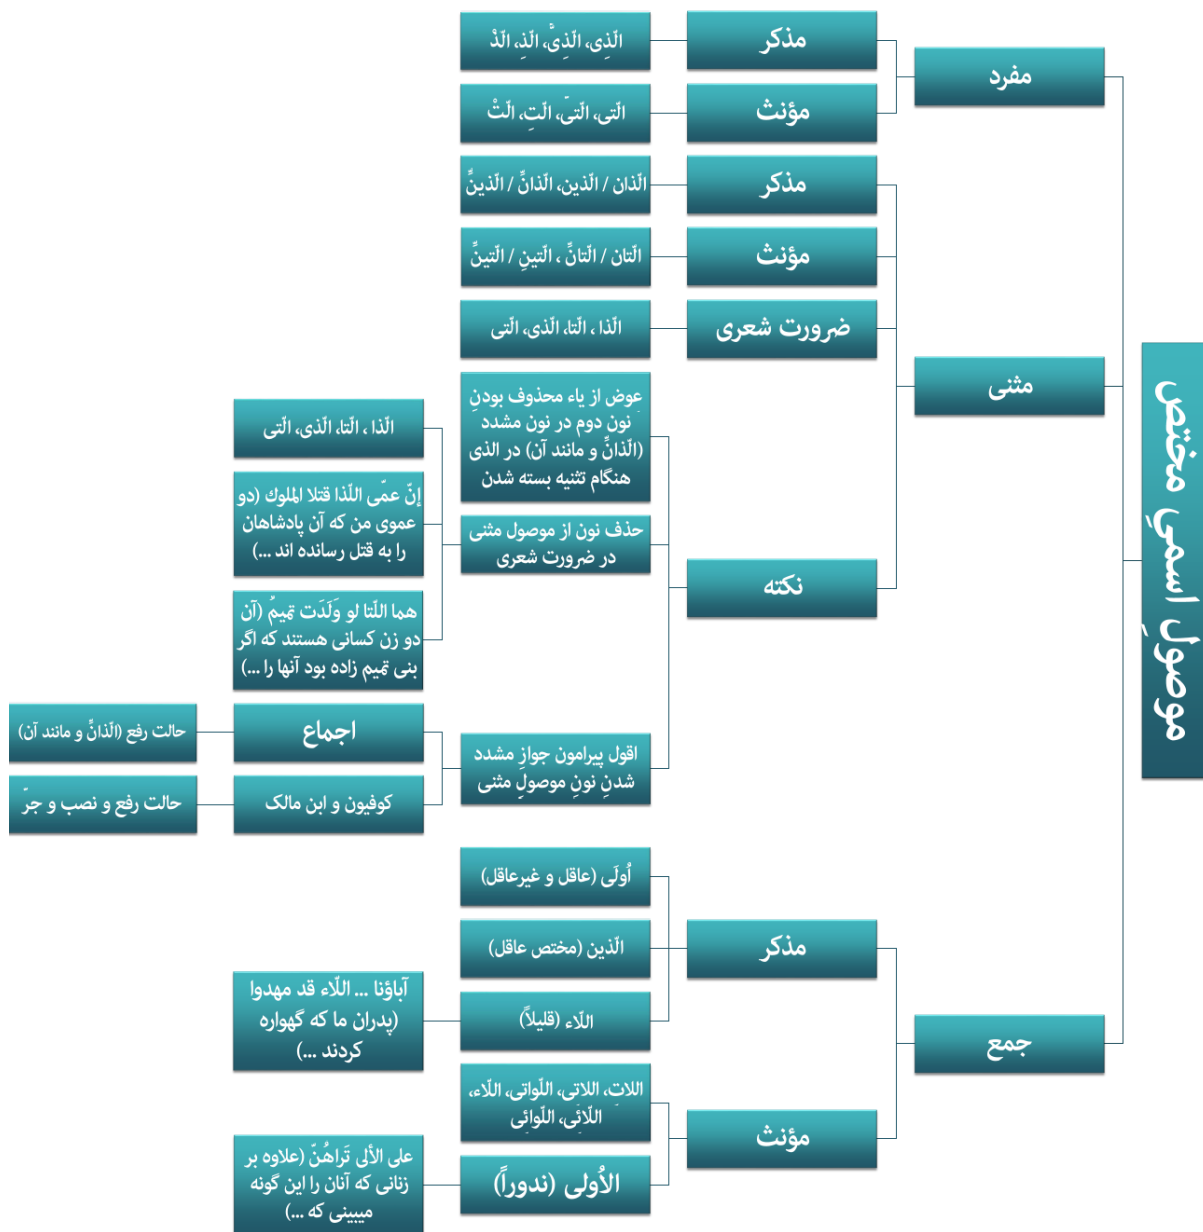 موصولِ اسمیِ مختص
مفرد
مذکر
الّذِی، الّذِیْ، الّذِ، الّذْ
مؤنث
الّتی، الّتیَ، الّتِ، الّتْ
مثنی
مذکر
الّذان / الّذین، الّذانِّ / الّذینِّ
مؤنث
الّتان / الّتانِّ ، الّتینِ / الّتینِّ
ضرورت شعری
الّذا ، الّتا، الّذی، الّتی
نکته
عوض از یاء محذوف بودنِ
نون دوم در نون مشدد
(الّذانِّ و مانند آن) در الذی
هنگام تثنیه بسته شدن
حذف نون از موصول مثنی
در ضرورت شعری
الّذا ، الّتا، الّذی، الّتی
إنّ عمّی اللّذا قتلا الملوك (دو
عموی من که آن پادشاهان
را به قتل رسانده اند ...)
هما اللّتا لو وَلَدَت تمیمُ (آن
دو زن کسانی هستند که اگر
بنی تمیم زاده بود آنها را ...)
اقول پیرامون جوازِ مشدد
شدنِ نونِ موصولِ مثنی
اجماع
حالت رفع (الّذانِّ و مانند آن)
کوفیون و ابن مالک
حالت رفع و نصب و جرّ
جمع
مذکر
اُولَی (عاقل و غیرعاقل)
الّذین (مختص عاقل)
اللّاء (قلیلاً)
آباؤنا ... اللّاء قد مهدوا
(پدران ما که گهواره
کردند ...)
مؤنث
اللات، اللاتی، اللّواتی، اللّاء،
اللّائی، اللّوائی
الاُولی (ندوراً)
علی الألی تَراهُنّ (علاوه بر
زنانی که آنان را این گونه
میبینی که ...)